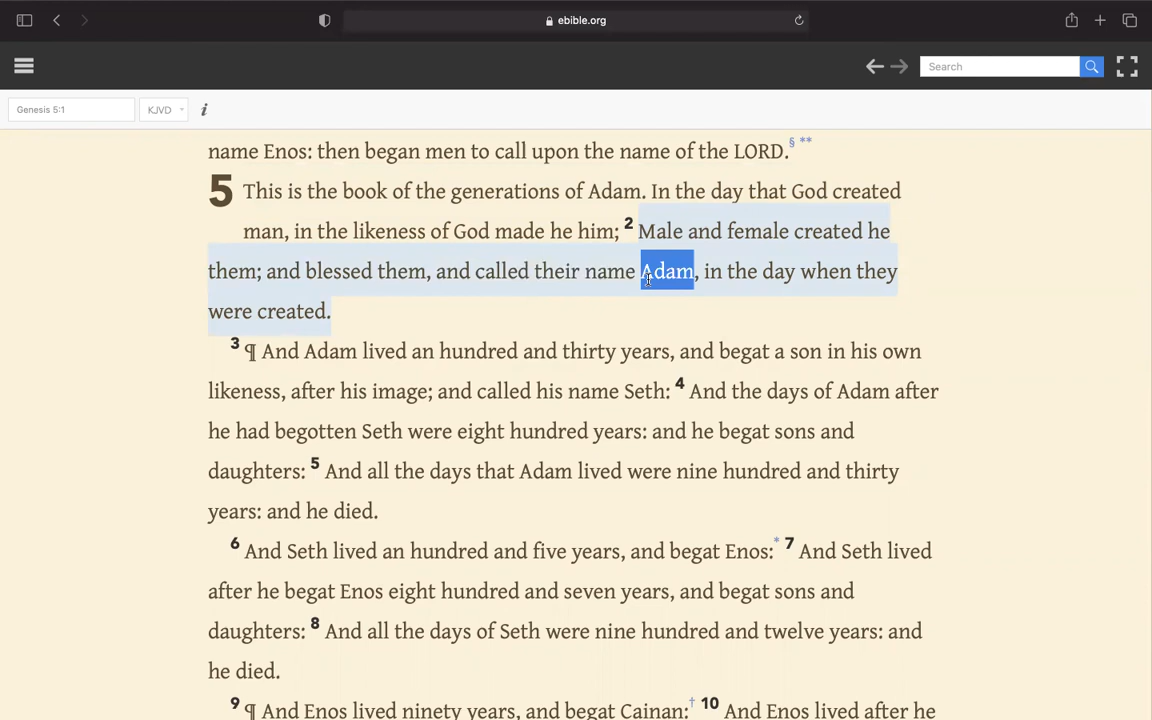 ebible.org
Search
Genesis 5:1
KJVD
i
name Enos: then began men to call upon the name of the LORD.§ **
5 This is the book of the generations of Adam. In the day that God created
man, in the likeness of God made he him; 2 Male and female created he
them; and blessed them, and called their name Adam, in the day when they
were created.
3 ¶ And Adam lived an hundred and thirty years, and begat a son in his own
likeness, after his image; and called his name Seth: 4 And the days of Adam after
he had begotten Seth were eight hundred years: and he begat sons and
daughters: 5 And all the days that Adam lived were nine hundred and thirty
years: and he died.
6 And Seth lived an hundred and five years, and begat Enos:* 7 And Seth lived
after he begat Enos eight hundred and seven years, and begat sons and
daughters: 8 And all the days of Seth were nine hundred and twelve years: and
he died.
9 ¶ And Enos lived ninety years, and begat Cainan:† 10 And Enos lived after he